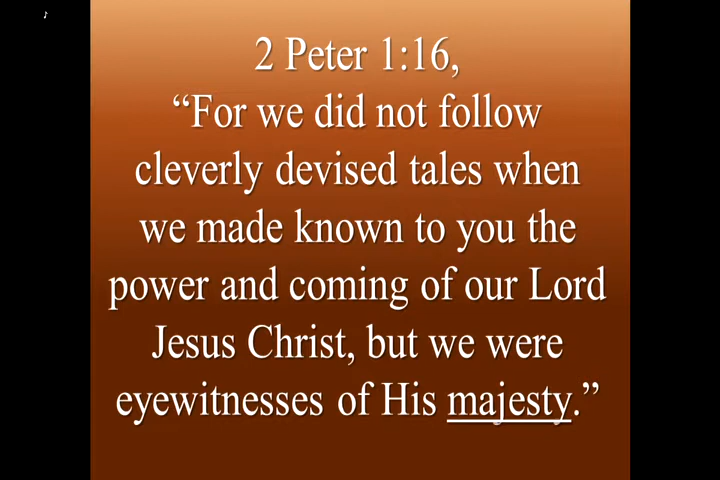 ♪
2 Peter 1:16,
“For we did not follow
cleverly devised tales when
we made known to you the
power and coming of our Lord
Jesus Christ, but we were
eyewitnesses of His majesty.”